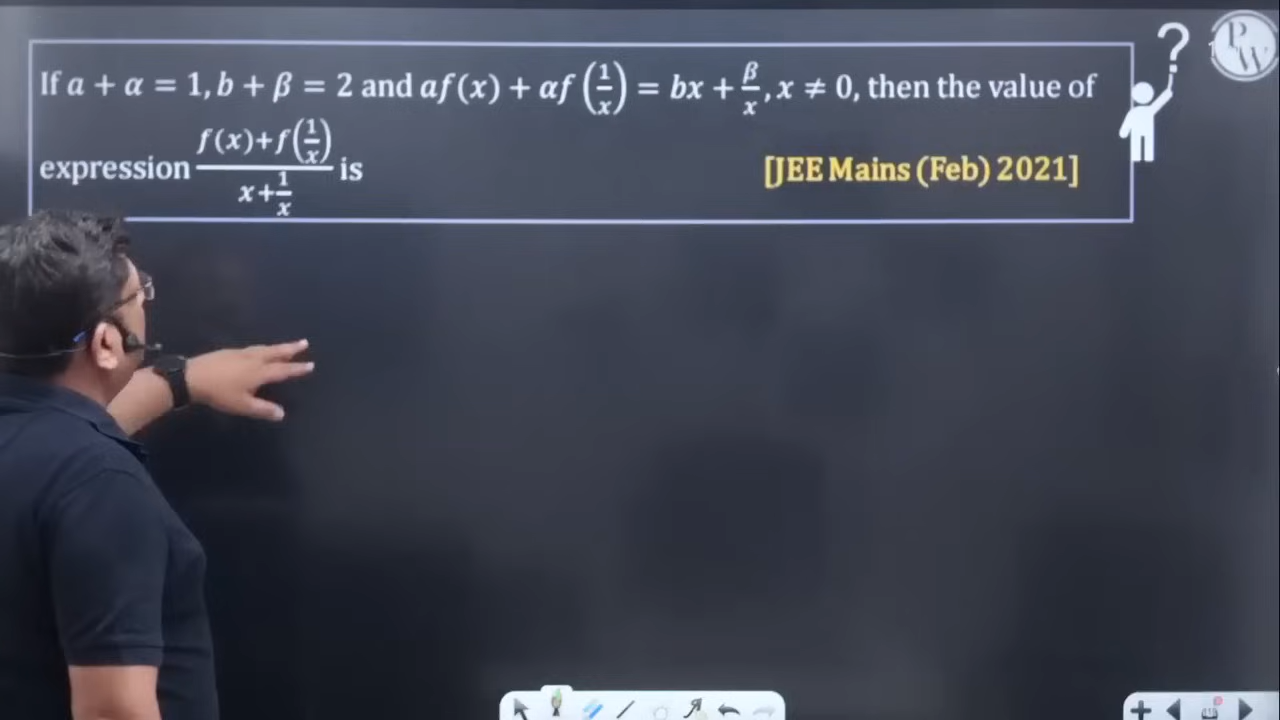 If a + α = 1, b + β = 2 and af(x) + αf(1/x) = bx + β/x, x ≠ 0, then the value of
expression (f(x)+f(1/x))/(x+1/x) is [JEE Mains (Feb) 2021]
?
PW